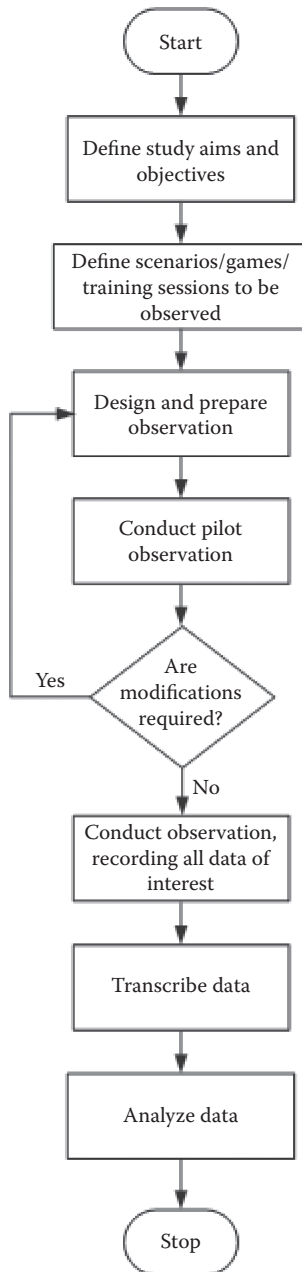 Start
Define study aims and
objectives
Define scenarios/games/
training sessions to be
observed
Design and prepare
observation
Conduct pilot
observation
Are
modifications
required?
Yes
No
Conduct observation,
recording all data of
interest
Transcribe data
Analyze data
Stop